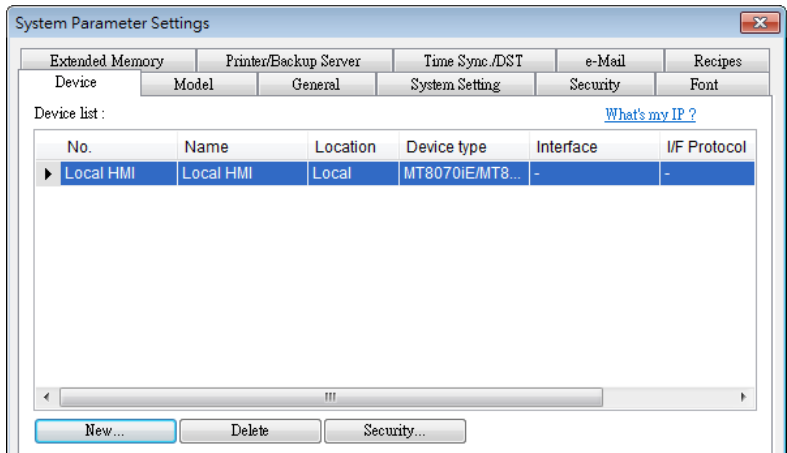 System Parameter Settings
Extended Memory Printer/Backup Server Time Sync./DST e-Mail Recipes
Device Model General System Setting Security Font
Device list : What's my IP ?
No. Name Location Device type Interface I/F Protocol
Local HMI Local HMI Local MT8070iE/MT8... - -
New... Delete Security...